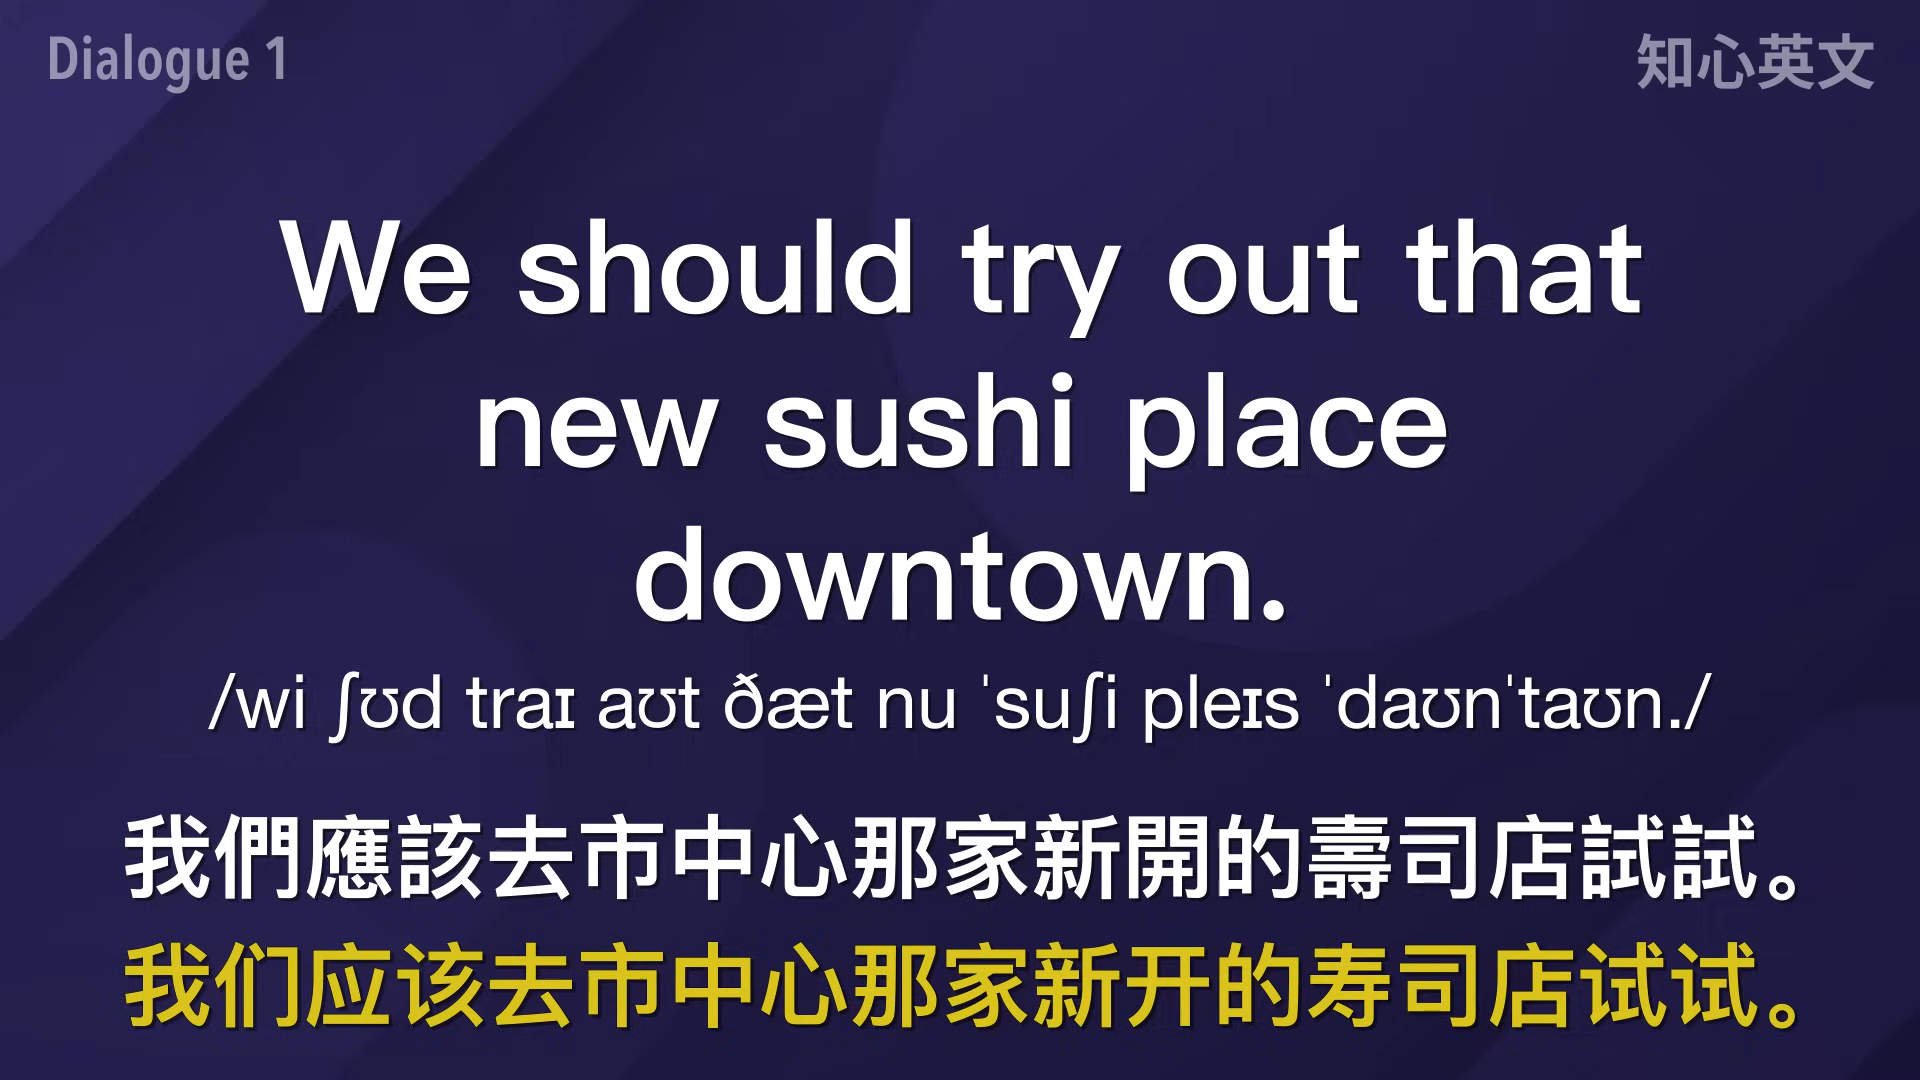 Dialogue 1
知心英文
We should try out that
new sushi place
downtown.
/wi ʃʊd traɪ aʊt ðæt nu ˈsuʃi pleɪs ˈdaʊnˈtaʊn./
我們應該去市中心那家新開的壽司店試試。
我们应该去市中心那家新开的寿司店试试。